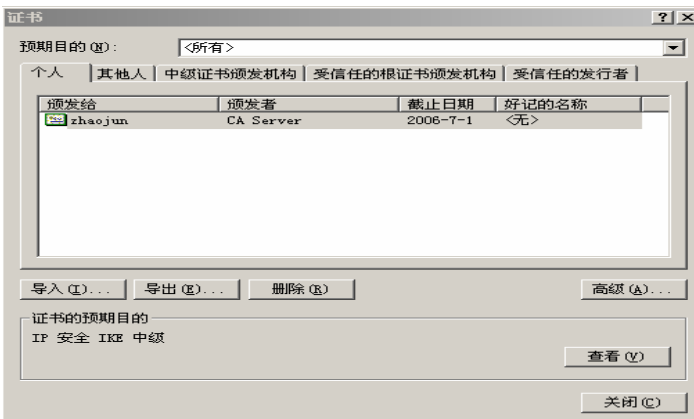 证书
预期目的(N): <所有>
个人 其他人 中级证书颁发机构 受信任的根证书颁发机构 受信任的发行者
颁发给 颁发者 截止日期 好记的名称
zhaojun CA Server 2006-7-1 <无>
导入(I)... 导出(E)... 删除(R) 高级(A)...
证书的预期目的
IP 安全 IKE 中级
查看(V)
关闭(C)